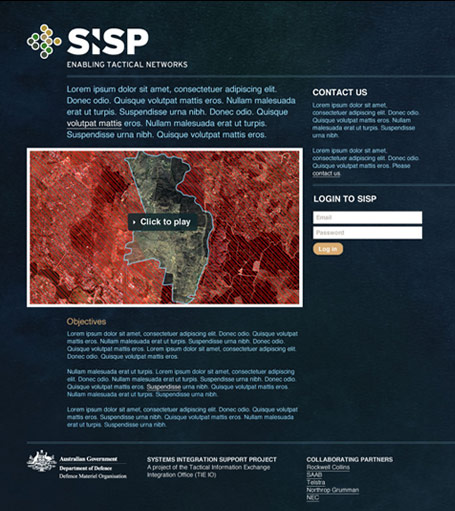 SISP
ENABLING TACTICAL NETWORKS
Lorem ipsum dolor sit amet, consectetuer adipiscing elit.
Donec odio. Quisque volutpat mattis eros. Nullam malesuada
erat ut turpis. Suspendisse urna nibh. Donec odio. Quisque
volutpat mattis eros. Nullam malesuada erat ut turpis.
Suspendisse urna nibh. Quisque volutpat mattis eros.
Click to play
Objectives
Lorem ipsum dolor sit amet, consectetuer adipiscing elit. Donec odio. Quisque volutpat
mattis eros. Nullam malesuada erat ut turpis. Suspendisse urna nibh. Donec odio.
Quisque volutpat mattis eros. Lorem ipsum dolor sit amet, consectetuer adipiscing elit.
Donec odio. Quisque volutpat mattis eros.
Nullam malesuada erat ut turpis. Lorem ipsum dolor sit amet, consectetuer adipiscing elit.
Donec odio. Nullam malesuada erat ut turpis. Suspendisse urna nibh. Donec odio.
Quisque volutpat mattis eros. Suspendisse urna nibh. Quisque volutpat mattis eros.
Nullam malesuada erat ut turpis.
Lorem ipsum dolor sit amet, consectetuer adipiscing elit. Donec odio. Quisque volutpat
mattis eros. Suspendisse urna nibh. Donec odio. Quisque volutpat mattis eros.
Suspendisse urna nibh.
CONTACT US
Lorem ipsum dolor sit amet,
consectetuer adipiscing elit. Donec
odio. Quisque volutpat mattis eros. Nullam
malesuada erat ut turpis. Suspendisse
urna nibh.
Lorem ipsum dolor sit amet,
consectetuer adipiscing elit. Donec odio.
Quisque volutpat mattis eros. Please
contact us.
LOGIN TO SISP
Email
Password
Log in
Australian Government
Department of Defence
Defence Materiel Organisation
SYSTEMS INTEGRATION SUPPORT PROJECT
A project of the Tactical Information Exchange
Integration Office (TIE IO)
COLLABORATING PARTNERS
Rockwell Collins
SAAB
Telstra
Northrop Grumman
NEC